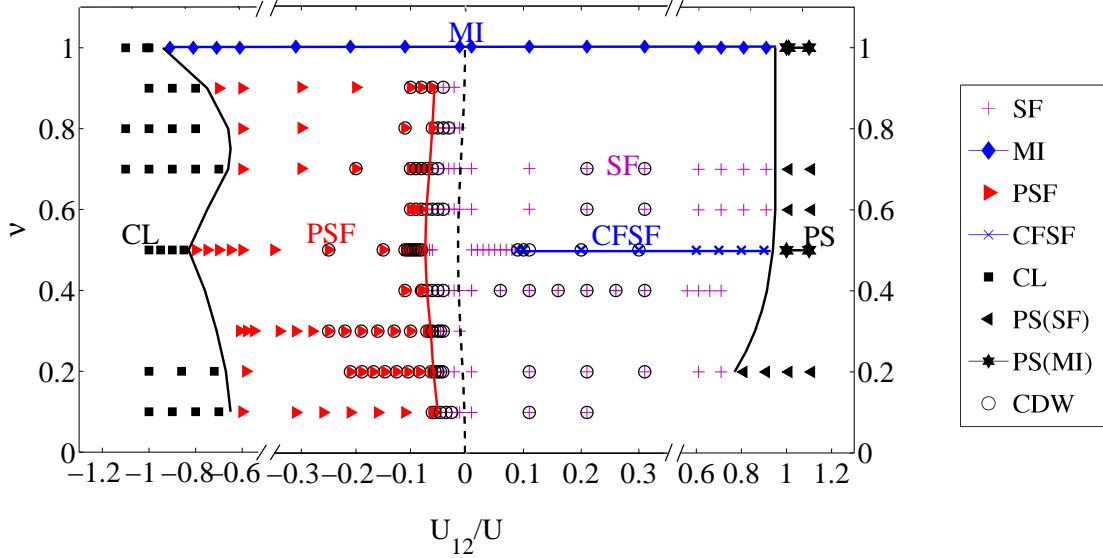 MI
1
1
SF
MI
0.8
0.8
PSF
SF
CFSF
ν
0.6
0.6
CL
CL
PSF
CFSF
PS
PS(SF)
0.4
0.4
PS(MI)
CDW
0.2
0.2
0
0
−1.2 −1 −0.8 −0.6 −0.3 −0.2 −0.1 0 0.1 0.2 0.3 0.6 0.8 1 1.2
U12/U